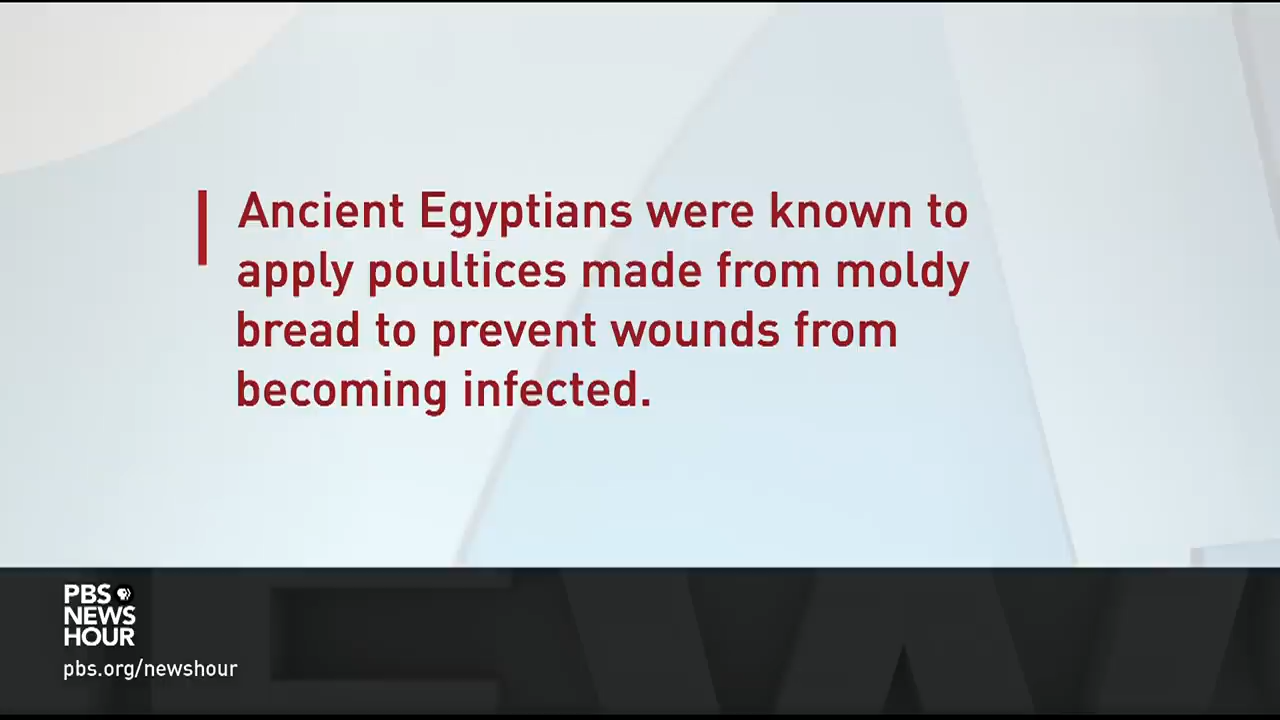 Ancient Egyptians were known to
apply poultices made from moldy
bread to prevent wounds from
becoming infected.
PBS
NEWS
HOUR
pbs.org/newshour